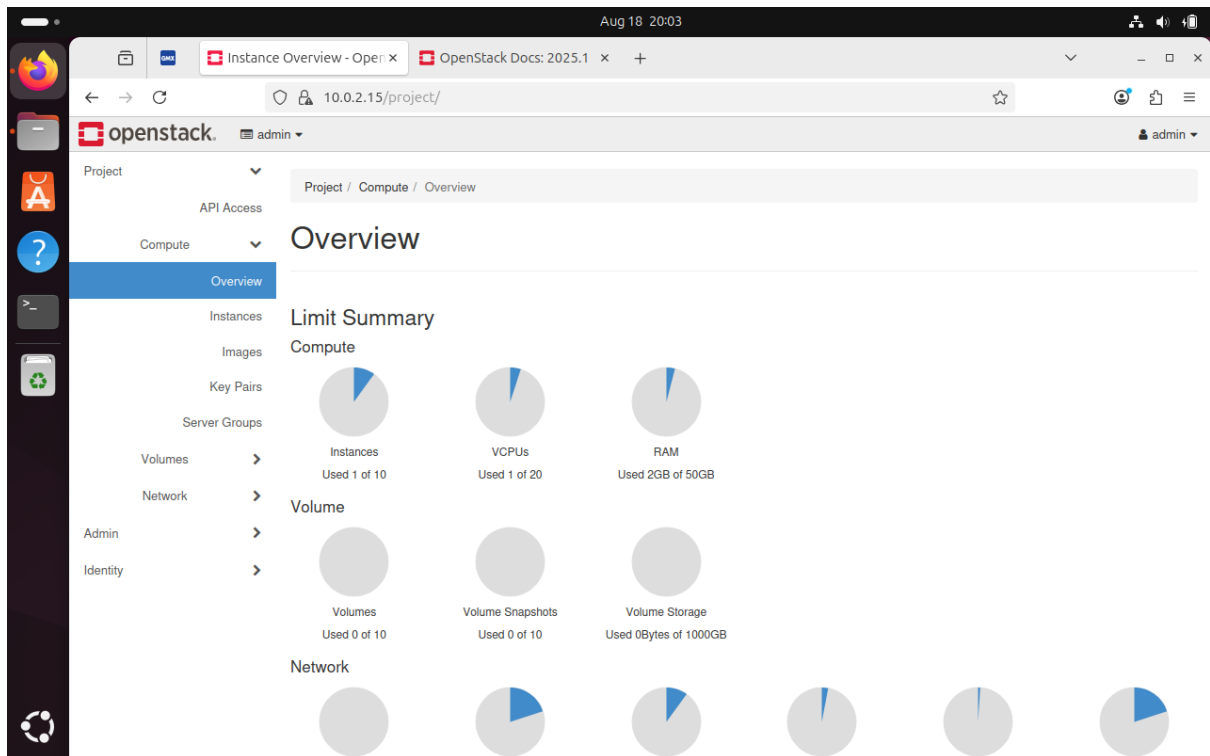 Aug 18 20:03
GMX
Instance Overview - Open
OpenStack Docs: 2025.1
10.0.2.15/project/
openstack.
admin
admin
Project
API Access
Compute
Overview
Instances
Images
Key Pairs
Server Groups
Volumes
Network
Admin
Identity
Project / Compute / Overview
Overview
Limit Summary
Compute
Instances VCPUs RAM
Used 1 of 10 Used 1 of 20 Used 2GB of 50GB
Volume
Volumes Volume Snapshots Volume Storage
Used 0 of 10 Used 0 of 10 Used 0Bytes of 1000GB
Network